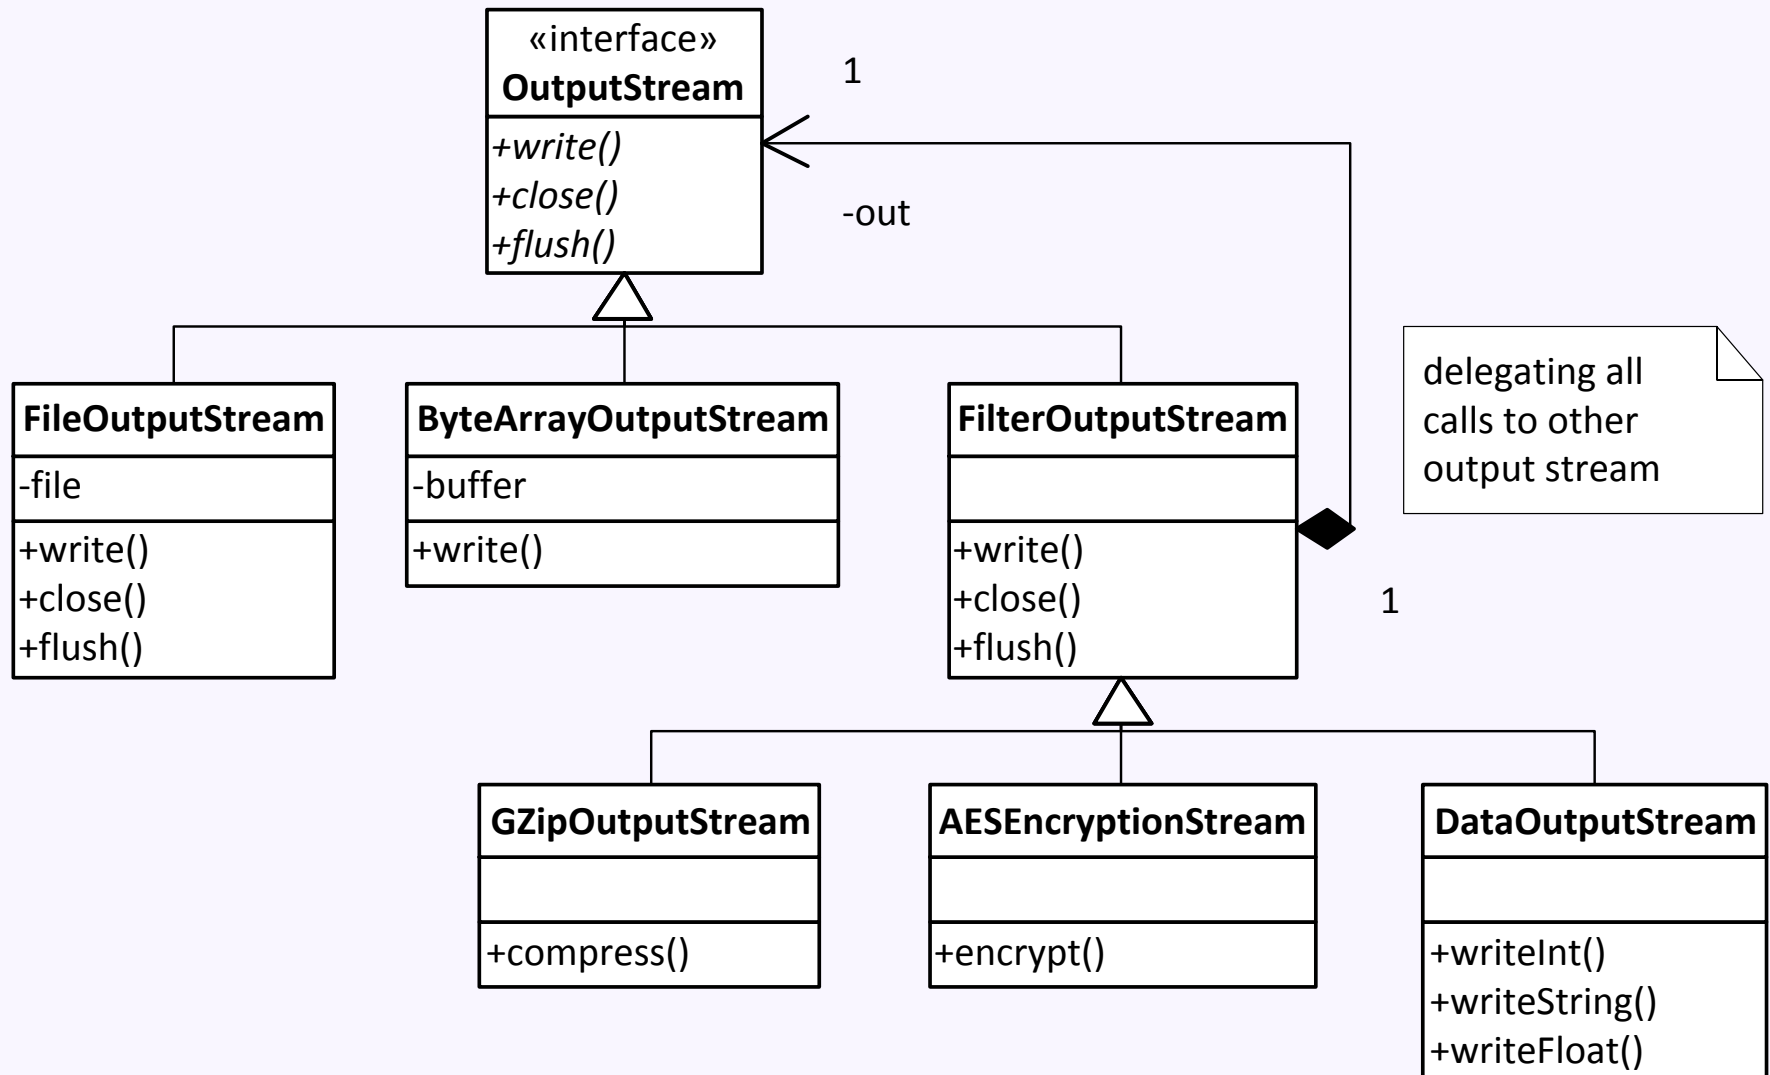 «interface»
OutputStream
+write()
+close()
+flush()
1
-out
FileOutputStream
-file
+write()
+close()
+flush()
ByteArrayOutputStream
-buffer
+write()
FilterOutputStream
+write()
+close()
+flush()
1
delegating all
calls to other
output stream
GZipOutputStream
+compress()
AESEncryptionStream
+encrypt()
DataOutputStream
+writeInt()
+writeString()
+writeFloat()